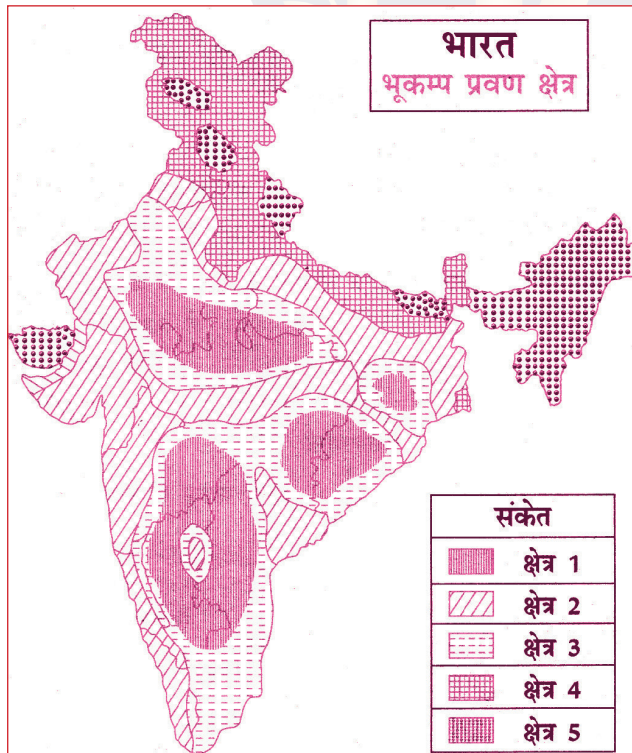 भारत
भूकम्प प्रवण क्षेत्र
संकेत
क्षेत्र 1
क्षेत्र 2
क्षेत्र 3
क्षेत्र 4
क्षेत्र 5